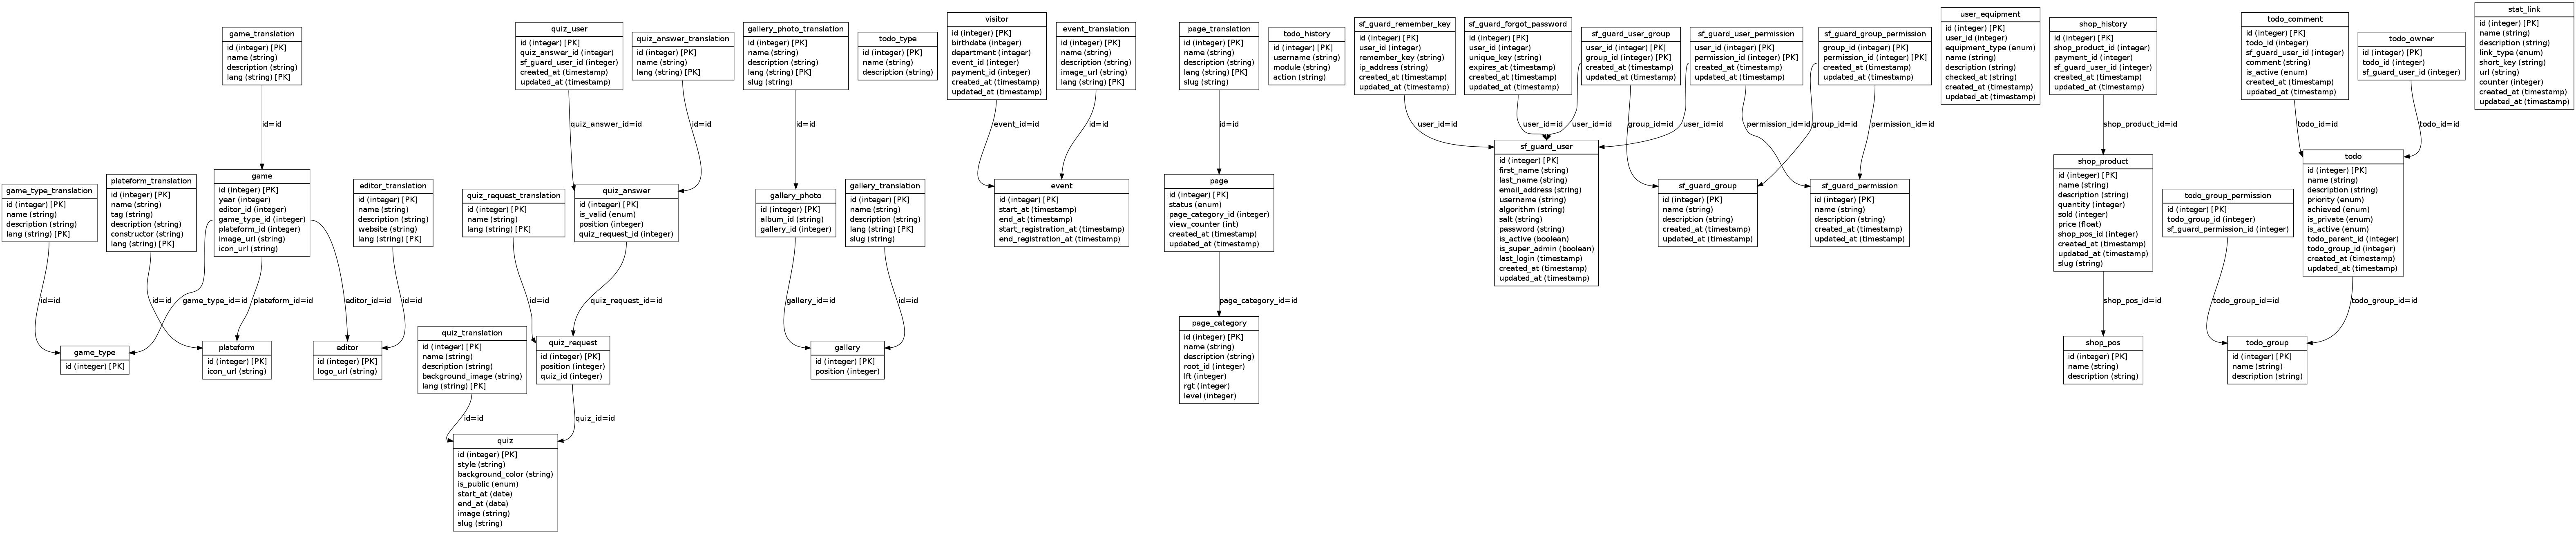 game_translation
id (integer) [PK]
name (string)
description (string)
lang (string) [PK]
quiz_user
id (integer) [PK]
quiz_answer_id (integer)
sf_guard_user_id (integer)
created_at (timestamp)
updated_at (timestamp)
quiz_answer_translation
id (integer) [PK]
name (string)
lang (string) [PK]
gallery_photo_translation
id (integer) [PK]
name (string)
description (string)
lang (string) [PK]
slug (string)
todo_type
id (integer) [PK]
name (string)
description (string)
visitor
id (integer) [PK]
birthdate (integer)
department (integer)
event_id (integer)
payment_id (integer)
created_at (timestamp)
updated_at (timestamp)
event_translation
id (integer) [PK]
name (string)
description (string)
image_url (string)
lang (string) [PK]
page_translation
id (integer) [PK]
name (string)
description (string)
lang (string) [PK]
slug (string)
todo_history
id (integer) [PK]
username (string)
module (string)
action (string)
sf_guard_remember_key
id (integer) [PK]
user_id (integer)
remember_key (string)
ip_address (string)
created_at (timestamp)
updated_at (timestamp)
sf_guard_forgot_password
id (integer) [PK]
user_id (integer)
unique_key (string)
expires_at (timestamp)
created_at (timestamp)
updated_at (timestamp)
sf_guard_user_group
user_id (integer) [PK]
group_id (integer) [PK]
created_at (timestamp)
updated_at (timestamp)
sf_guard_user_permission
user_id (integer) [PK]
permission_id (integer) [PK]
created_at (timestamp)
updated_at (timestamp)
sf_guard_group_permission
group_id (integer) [PK]
permission_id (integer) [PK]
created_at (timestamp)
updated_at (timestamp)
user_equipment
id (integer) [PK]
user_id (integer)
equipment_type (enum)
name (string)
description (string)
checked_at (string)
created_at (timestamp)
updated_at (timestamp)
shop_history
id (integer) [PK]
shop_product_id (integer)
payment_id (integer)
sf_guard_user_id (integer)
created_at (timestamp)
updated_at (timestamp)
todo_comment
id (integer) [PK]
todo_id (integer)
sf_guard_user_id (integer)
comment (string)
is_active (enum)
created_at (timestamp)
updated_at (timestamp)
todo_owner
id (integer) [PK]
todo_id (integer)
sf_guard_user_id (integer)
stat_link
id (integer) [PK]
name (string)
description (string)
link_type (enum)
short_key (string)
url (string)
counter (integer)
created_at (timestamp)
updated_at (timestamp)
id=id
quiz_answer_id=id
id=id
id=id
event_id=id
id=id
id=id
user_id=id
user_id=id
user_id=id
group_id=id
user_id=id
permission_id=id
group_id=id
permission_id=id
shop_product_id=id
todo_id=id
todo_id=id
game_type_translation
id (integer) [PK]
name (string)
description (string)
lang (string) [PK]
plateform_translation
id (integer) [PK]
name (string)
tag (string)
description (string)
constructor (string)
lang (string) [PK]
game
id (integer) [PK]
year (integer)
editor_id (integer)
game_type_id (integer)
plateform_id (integer)
image_url (string)
icon_url (string)
editor_translation
id (integer) [PK]
name (string)
description (string)
website (string)
lang (string) [PK]
quiz_request_translation
id (integer) [PK]
name (string)
lang (string) [PK]
quiz_answer
id (integer) [PK]
is_valid (enum)
position (integer)
quiz_request_id (integer)
gallery_photo
id (integer) [PK]
album_id (string)
gallery_id (integer)
gallery_translation
id (integer) [PK]
name (string)
description (string)
lang (string) [PK]
slug (string)
event
id (integer) [PK]
start_at (timestamp)
end_at (timestamp)
start_registration_at (timestamp)
end_registration_at (timestamp)
page
id (integer) [PK]
status (enum)
page_category_id (integer)
view_counter (int)
created_at (timestamp)
updated_at (timestamp)
sf_guard_user
id (integer) [PK]
first_name (string)
last_name (string)
email_address (string)
username (string)
algorithm (string)
salt (string)
password (string)
is_active (boolean)
is_super_admin (boolean)
last_login (timestamp)
created_at (timestamp)
updated_at (timestamp)
sf_guard_group
id (integer) [PK]
name (string)
description (string)
created_at (timestamp)
updated_at (timestamp)
sf_guard_permission
id (integer) [PK]
name (string)
description (string)
created_at (timestamp)
updated_at (timestamp)
shop_product
id (integer) [PK]
name (string)
description (string)
quantity (integer)
sold (integer)
price (float)
shop_pos_id (integer)
created_at (timestamp)
updated_at (timestamp)
slug (string)
todo_group_permission
id (integer) [PK]
todo_group_id (integer)
sf_guard_permission_id (integer)
todo
id (integer) [PK]
name (string)
description (string)
priority (enum)
achieved (enum)
is_private (enum)
is_active (enum)
todo_parent_id (integer)
todo_group_id (integer)
created_at (timestamp)
updated_at (timestamp)
id=id
id=id
game_type_id=id
plateform_id=id
editor_id=id
id=id
id=id
quiz_request_id=id
gallery_id=id
id=id
page_category_id=id
shop_pos_id=id
todo_group_id=id
todo_group_id=id
game_type
id (integer) [PK]
plateform
id (integer) [PK]
icon_url (string)
editor
id (integer) [PK]
logo_url (string)
quiz_translation
id (integer) [PK]
name (string)
description (string)
background_image (string)
lang (string) [PK]
quiz_request
id (integer) [PK]
position (integer)
quiz_id (integer)
gallery
id (integer) [PK]
position (integer)
page_category
id (integer) [PK]
name (string)
description (string)
root_id (integer)
lft (integer)
rgt (integer)
level (integer)
shop_pos
id (integer) [PK]
name (string)
description (string)
todo_group
id (integer) [PK]
name (string)
description (string)
id=id
quiz_id=id
quiz
id (integer) [PK]
style (string)
background_color (string)
is_public (enum)
start_at (date)
end_at (date)
image (string)
slug (string)